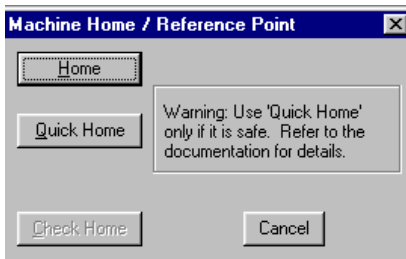 Machine Home / Reference Point
Home
Quick Home
Warning: Use 'Quick Home'
only if it is safe. Refer to the
documentation for details.
Check Home
Cancel